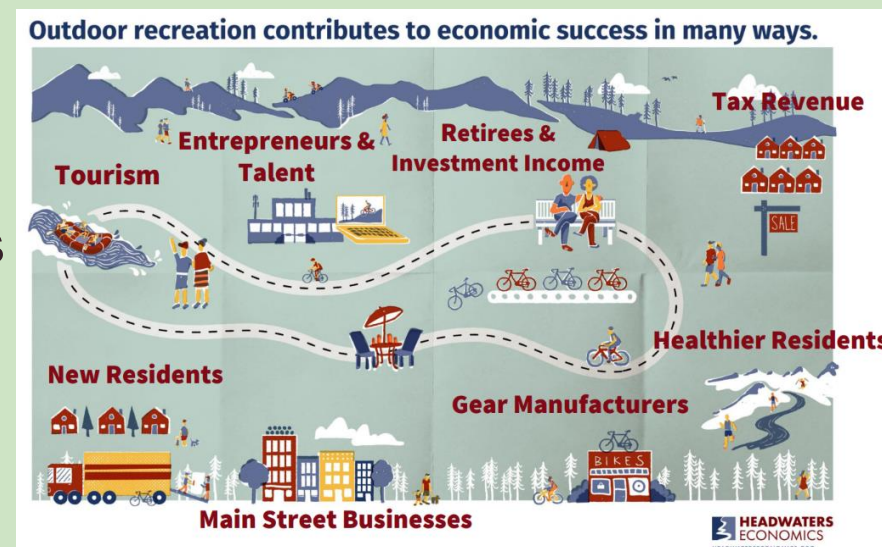 Outdoor recreation contributes to economic success in many ways.
Tax Revenue
Entrepreneurs &
Talent
Retirees &
Investment Income
Tourism
SALE
s
Healthier Residents
New Residents
Gear Manufacturers
BIKES
Main Street Businesses
HEADWATERS
ECONOMICS